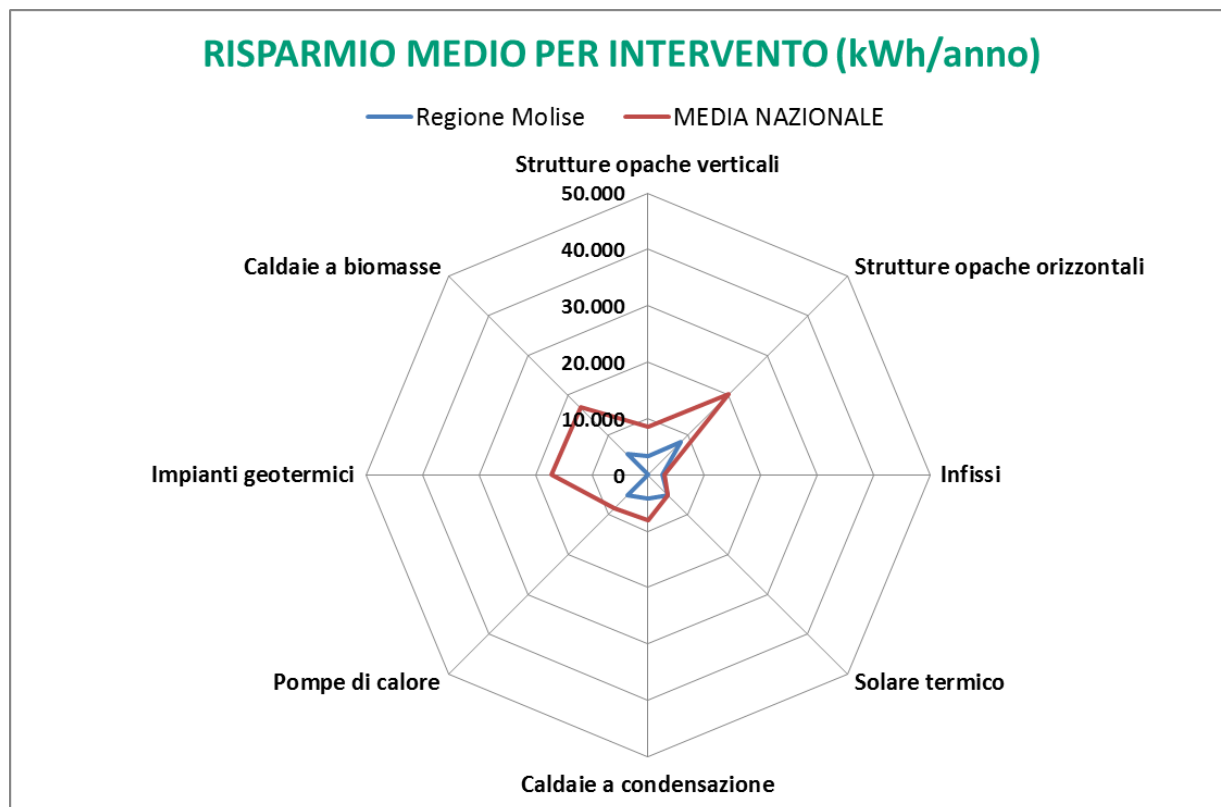 RISPARMIO MEDIO PER INTERVENTO (kWh/anno)
Regione Molise MEDIA NAZIONALE
Strutture opache verticali
50.000
40.000
Caldaie a biomasse
Strutture opache orizzontali
30.000
20.000
10.000
Impianti geotermici
0
Infissi
Pompe di calore
Solare termico
Caldaie a condensazione